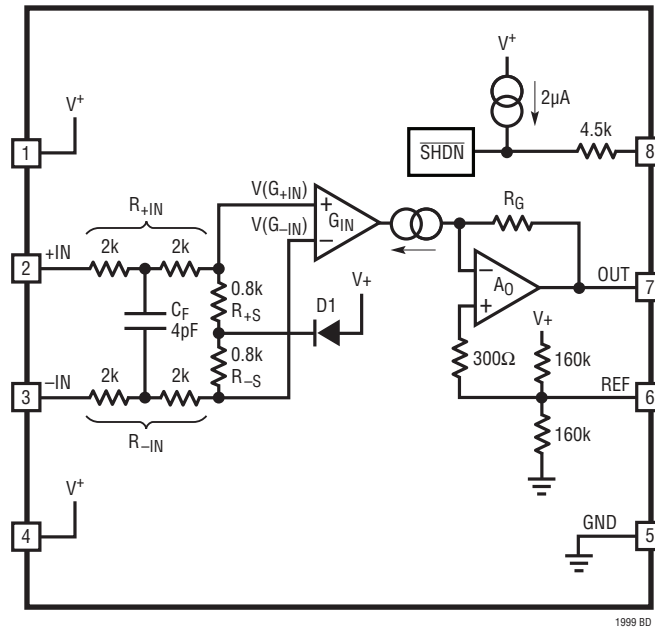 V+
2µA
V+
4.5k
SHDN
1
8
R+IN
V(G+IN)
RG
+
GIN
V(G–IN)
–
+IN
2k
2k
2
0.8k
R+S
V+
D1
–
AO
+
OUT
7
CF
4pF
V+
0.8k
R–S
300Ω
160k
–IN
2k
2k
REF
3
6
R–IN
160k
V+
GND
4
5
1999 BD